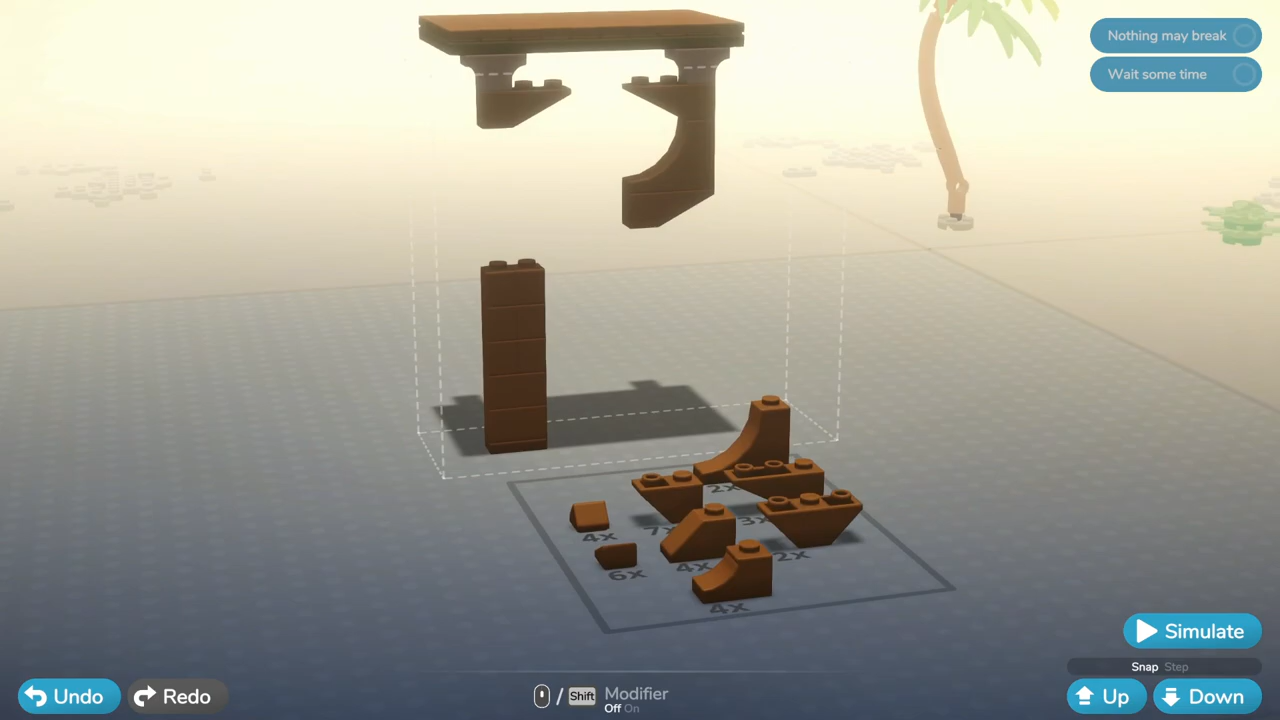 Nothing may break
Wait some time
2x
7x
3x
4x
2x
6x
4x
4x
Simulate
Snap Step
Undo
Redo
/ Shift Modifier
Off On
Up
Down